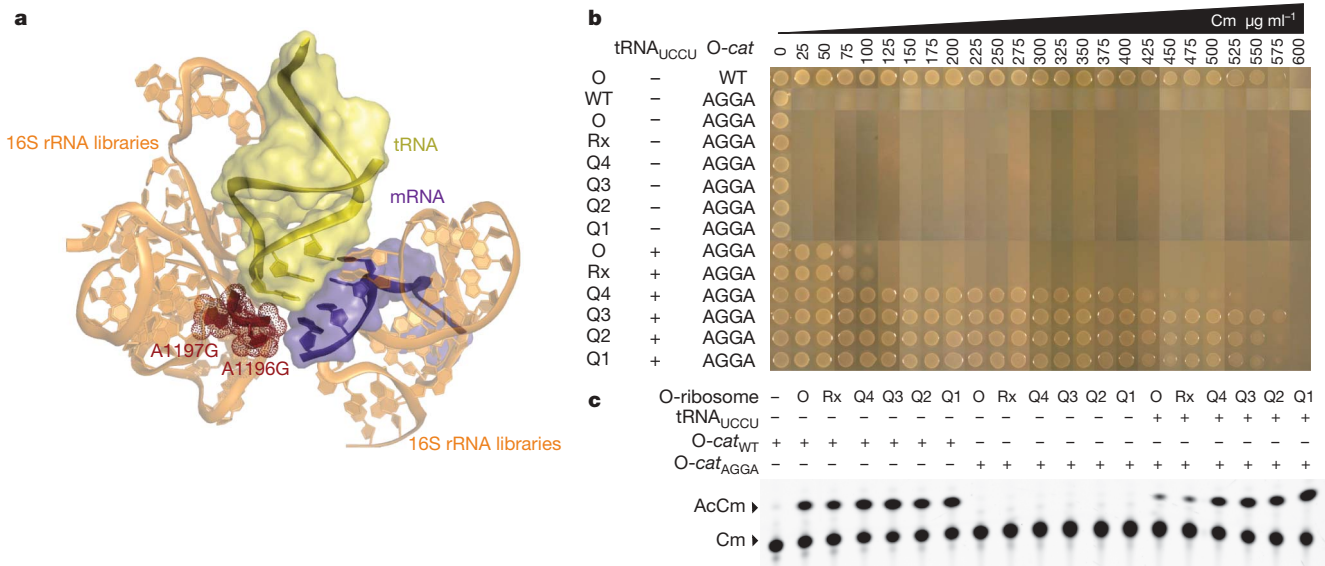 a
16S rRNA libraries
tRNA
mRNA
A1197G
A1196G
16S rRNA libraries
b
Cm µg ml–1
tRNAUCCU O-cat
0 25 50 75 100 125 150 175 200 225 250 275 300 325 350 375 400 425 450 475 500 525 550 575 600
O – WT
WT – AGGA
O – AGGA
Rx – AGGA
Q4 – AGGA
Q3 – AGGA
Q2 – AGGA
Q1 – AGGA
O + AGGA
Rx + AGGA
Q4 + AGGA
Q3 + AGGA
Q2 + AGGA
Q1 + AGGA
c
O-ribosome – O Rx Q4 Q3 Q2 Q1 O Rx Q4 Q3 Q2 Q1 O Rx Q4 Q3 Q2 Q1
tRNAUCCU – – – – – – – – – – – – – + + + + + +
O-catWT + + + + + + + – – – – – – – – – – – –
O-catAGGA – – – – – – – + + + + + + + + + + + +
AcCm
Cm